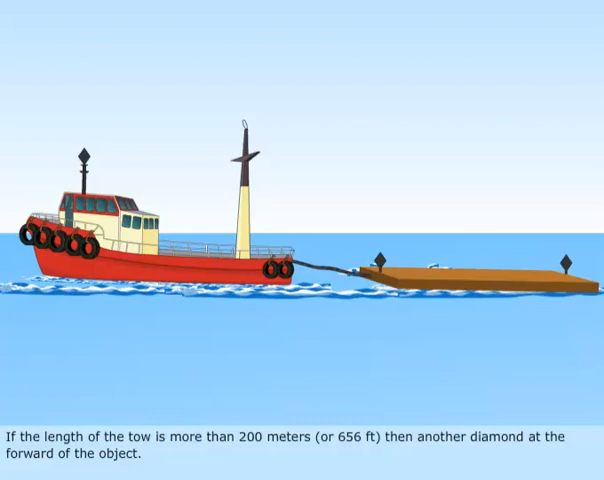 If the length of the tow is more than 200 meters (or 656 ft) then another diamond at the
forward of the object.